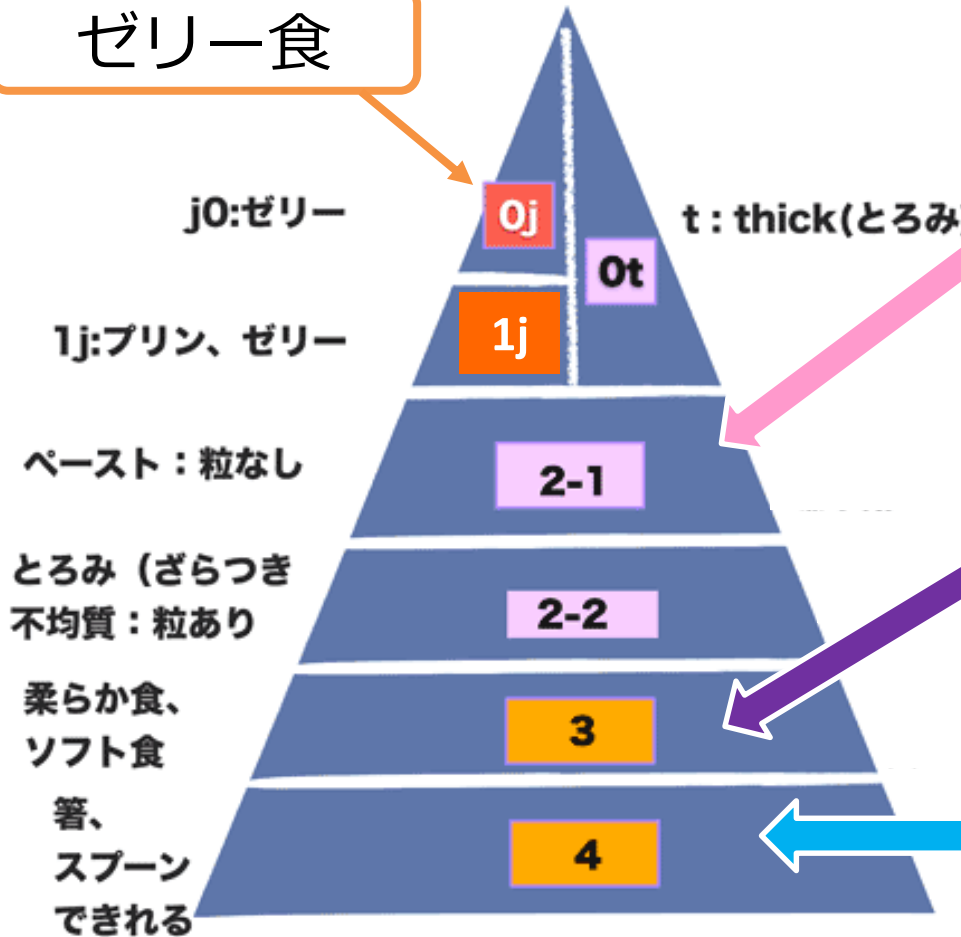 ゼリー食
j0:ゼリー
0j
t：thick(とろみ
0t
1j:プリン、ゼリー
1j
ペースト：粒なし
2-1
とろみ（ざらつき
不均質：粒あり
2-2
柔らか食、
ソフト食
3
箸、
スプーン
できれる
4